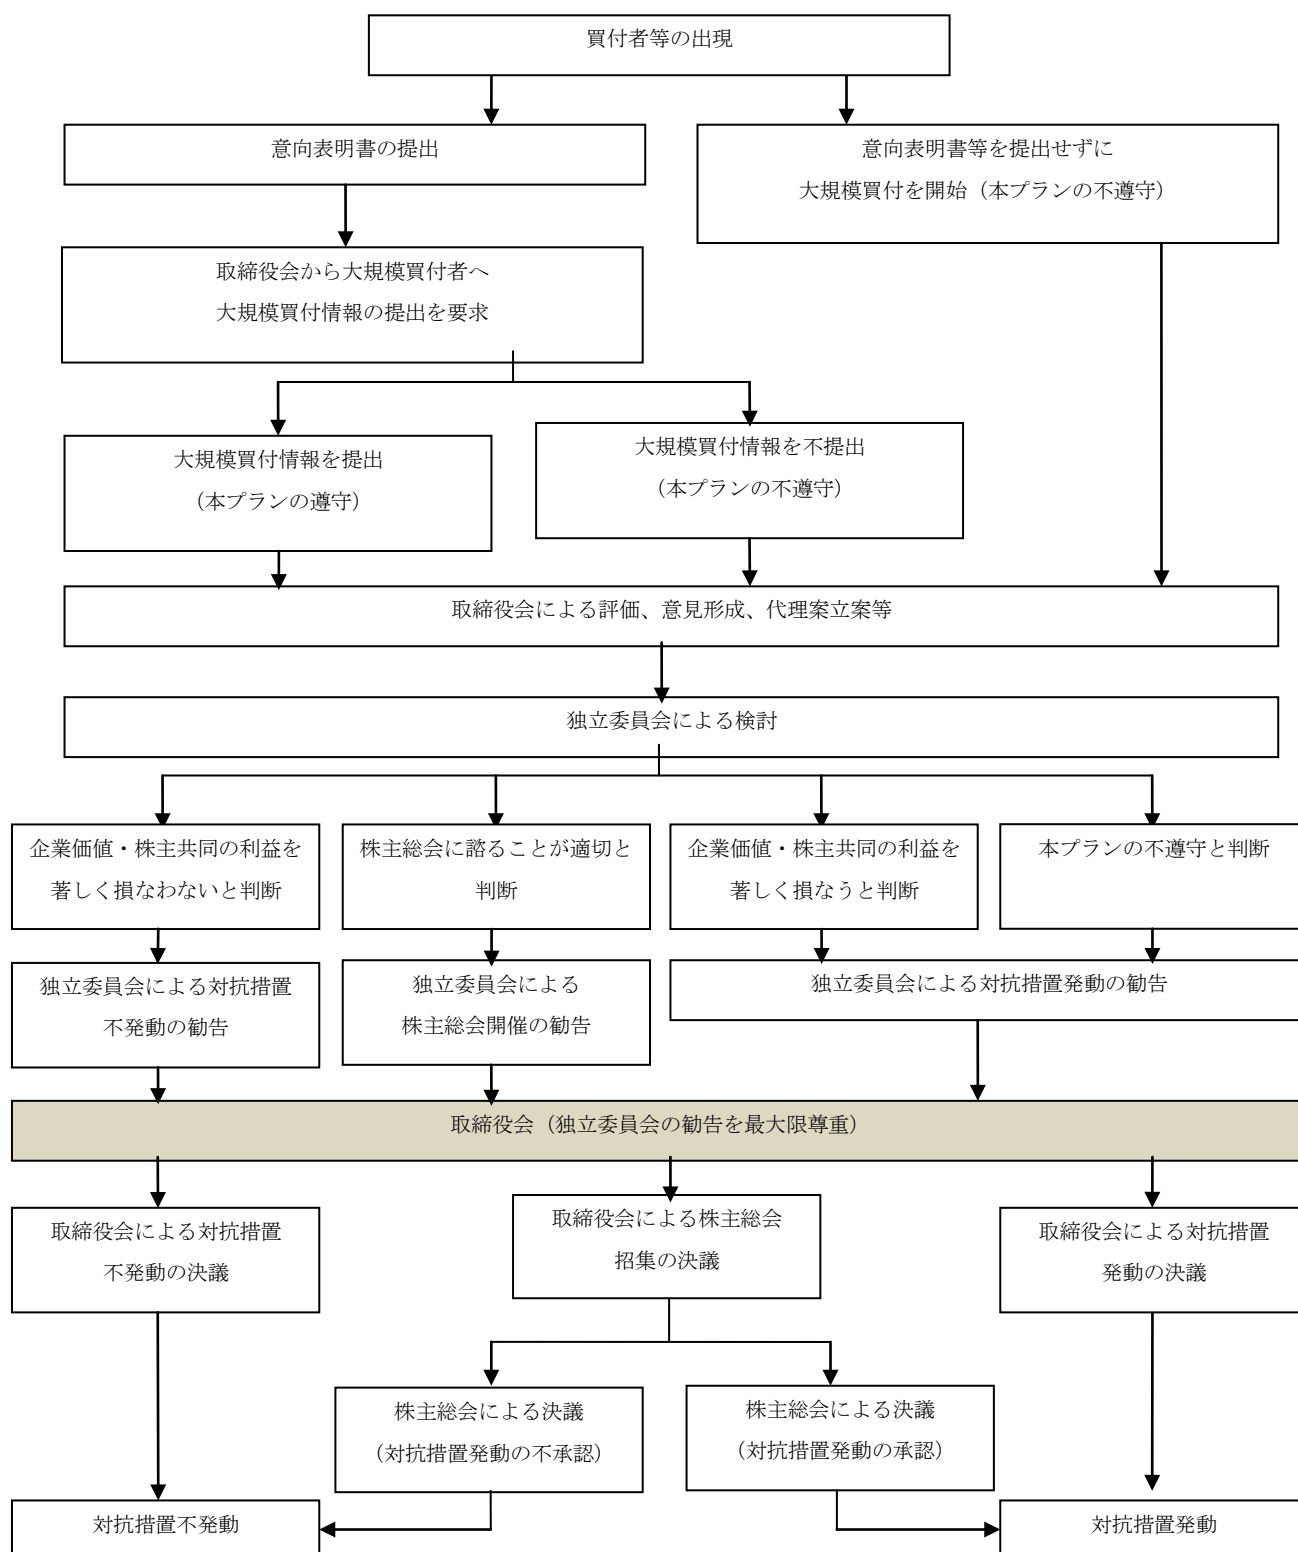 買付者等の出現
意向表明書の提出
意向表明書等を提出せずに
大規模買付を開始（本プランの不遵守）
取締役会から大規模買付者へ
大規模買付情報の提出を要求
大規模買付情報を提出
（本プランの遵守）
大規模買付情報を不提出
（本プランの不遵守）
取締役会による評価、意見形成、代理案立案等
独立委員会による検討
企業価値・株主共同の利益を
著しく損なわないと判断
株主総会に諮ることが適切と
判断
企業価値・株主共同の利益を
著しく損なうと判断
本プランの不遵守と判断
独立委員会による対抗措置
不発動の勧告
独立委員会による
株主総会開催の勧告
独立委員会による対抗措置発動の勧告
取締役会（独立委員会の勧告を最大限尊重）
取締役会による対抗措置
不発動の決議
取締役会による株主総会
招集の決議
取締役会による対抗措置
発動の決議
株主総会による決議
（対抗措置発動の不承認）
株主総会による決議
（対抗措置発動の承認）
対抗措置不発動
対抗措置発動